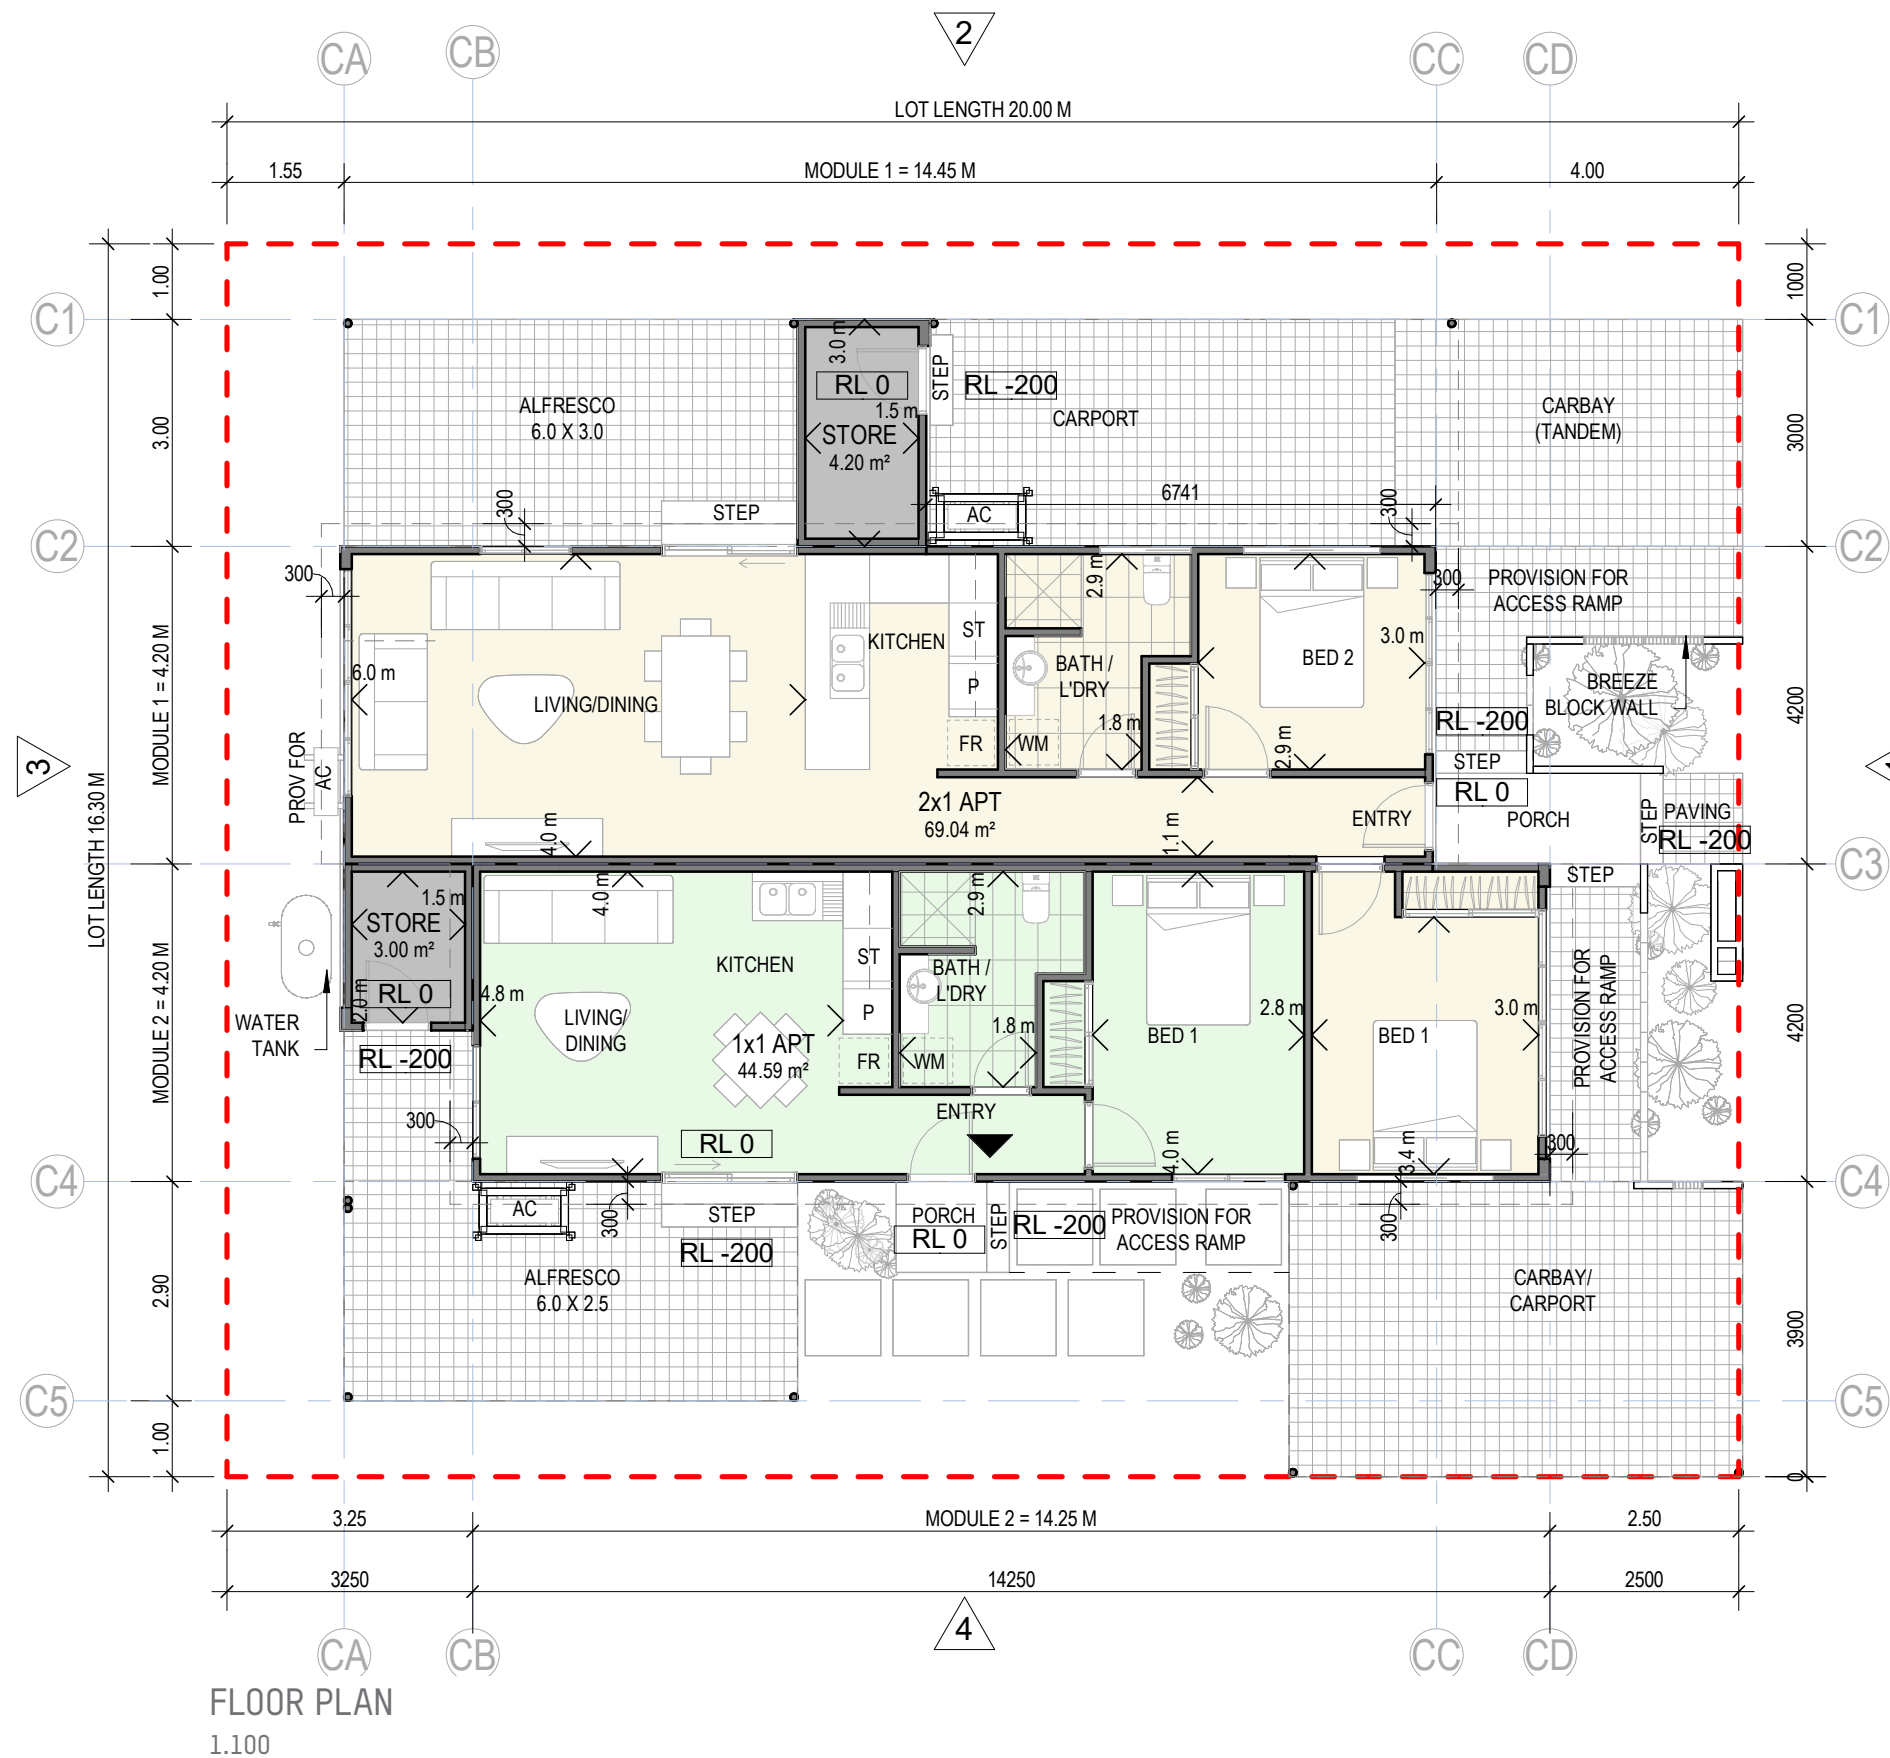 2
CA
CB
CC
CD
LOT LENGTH 20.00 M
1.55
MODULE 1 = 14.45 M
4.00
1.00
1000
C1
C1
3.0 m
RL 0
STEP
RL -200
1.5 m
ALFRESCO
6.0 X 3.0
CARPORT
CARBAY
(TANDEM)
STORE
4.20 m²
3.00
3000
300
STEP
AC
6741
300
C2
C2
300
2.9 m
300
PROVISION FOR
ACCESS RAMP
KITCHEN
ST
3.0 m
6.0 m
BATH /
L'DRY
BED 2
LIVING/DINING
P
BREEZE
BLOCK WALL
1.8 m
RL -200
FR
WM
2.9 m
STEP
MODULE 1 = 4.20 M
4200
3
PROV FOR
AC
RL 0
2x1 APT
69.04 m²
4.0 m
1.1 m
ENTRY
PORCH
STEP
PAVING
RL -200
LOT LENGTH 16.30 M
C3
C3
STEP
1.5 m
4.0 m
2.9 m
STORE
3.00 m²
KITCHEN
ST
BATH /
L'DRY
RL 0
2.0 m
4.8 m
P
2.8 m
3.0 m
WATER
TANK
LIVING/
DINING
1.8 m
BED 1
BED 1
PROVISION FOR
ACCESS RAMP
1x1 APT
44.59 m²
RL -200
FR
WM
MODULE 2 = 4.20 M
4200
300
ENTRY
RL 0
4.0 m
3.4 m
300
C4
C4
AC
300
STEP
PORCH
RL 0
STEP
RL -200
PROVISION FOR
ACCESS RAMP
300
RL -200
ALFRESCO
6.0 X 2.5
CARBAY/
CARPORT
2.90
3900
C5
C5
1.00
0
3.25
MODULE 2 = 14.25 M
2.50
3250
14250
2500
4
CA
CB
CC
CD
FLOOR PLAN
1.100